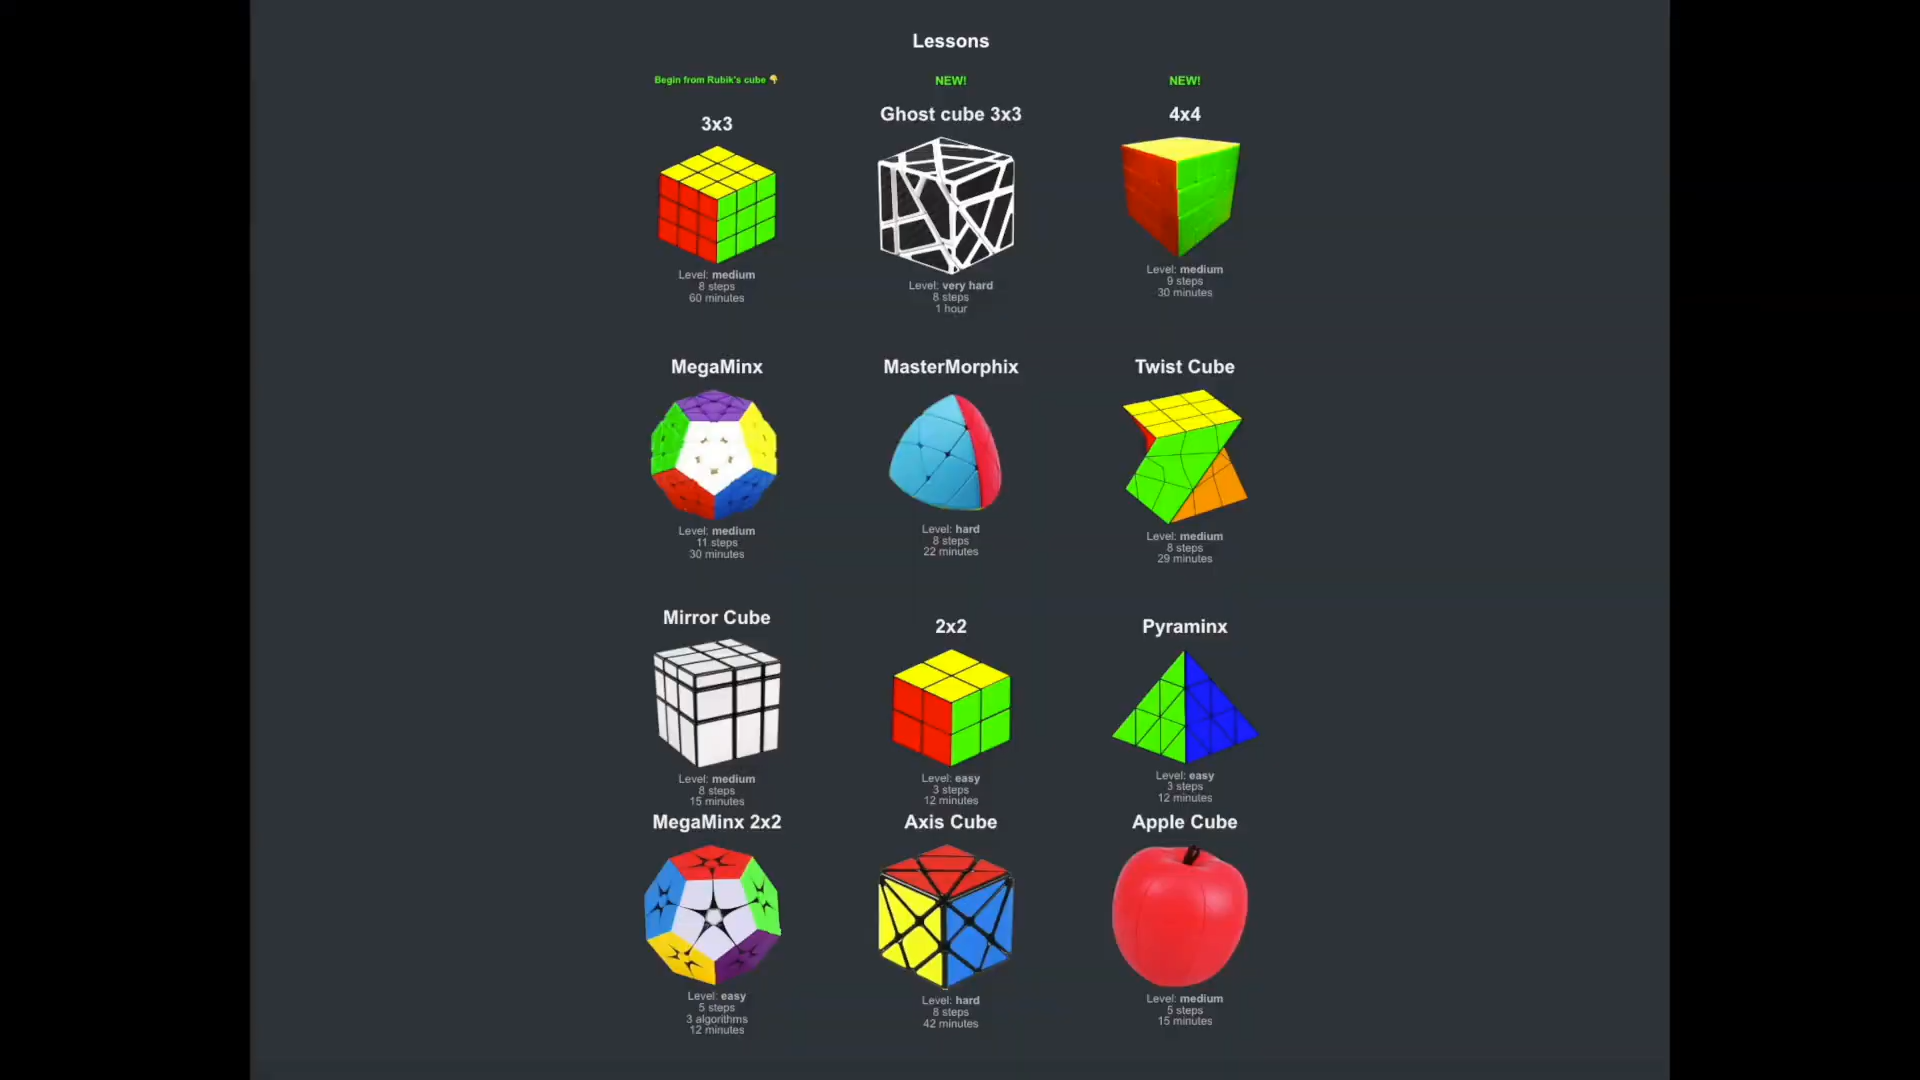 Lessons
Begin from Rubik's cube 👇
NEW!
NEW!
3x3
Ghost cube 3x3
4x4
Level: medium
8 steps
60 minutes
Level: very hard
8 steps
1 hour
Level: medium
9 steps
30 minutes
MegaMinx
MasterMorphix
Twist Cube
Level: medium
11 steps
30 minutes
Level: hard
8 steps
22 minutes
Level: medium
8 steps
29 minutes
Mirror Cube
2x2
Pyraminx
Level: medium
8 steps
15 minutes
Level: easy
3 steps
12 minutes
Level: easy
3 steps
12 minutes
MegaMinx 2x2
Axis Cube
Apple Cube
Level: easy
5 steps
3 algorithms
12 minutes
Level: hard
8 steps
42 minutes
Level: medium
5 steps
15 minutes